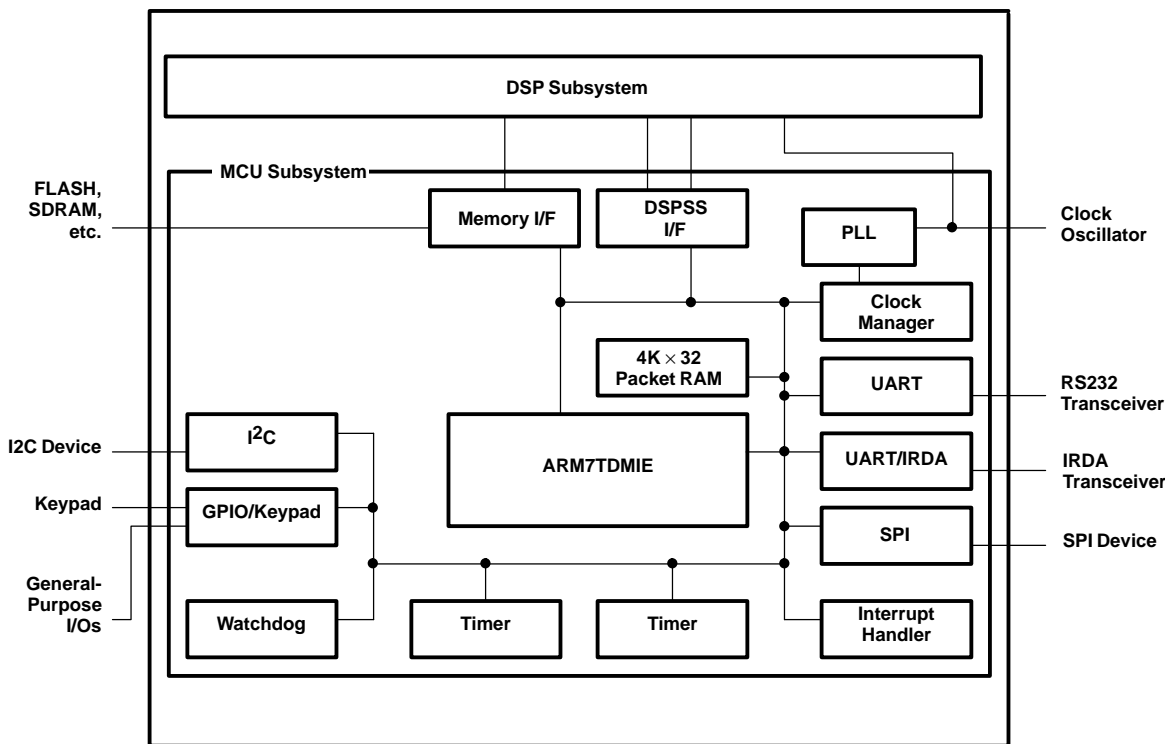 DSP Subsystem
MCU Subsystem
FLASH,
SDRAM,
etc.
Memory I/F
DSPSS
I/F
PLL
Clock
Oscillator
Clock
Manager
4K × 32
Packet RAM
UART
RS232
Transceiver
I2C Device
I²C
ARM7TDMIE
UART/IRDA
IRDA
Transceiver
Keypad
GPIO/Keypad
SPI
SPI Device
General-
Purpose
I/Os
Watchdog
Timer
Timer
Interrupt
Handler